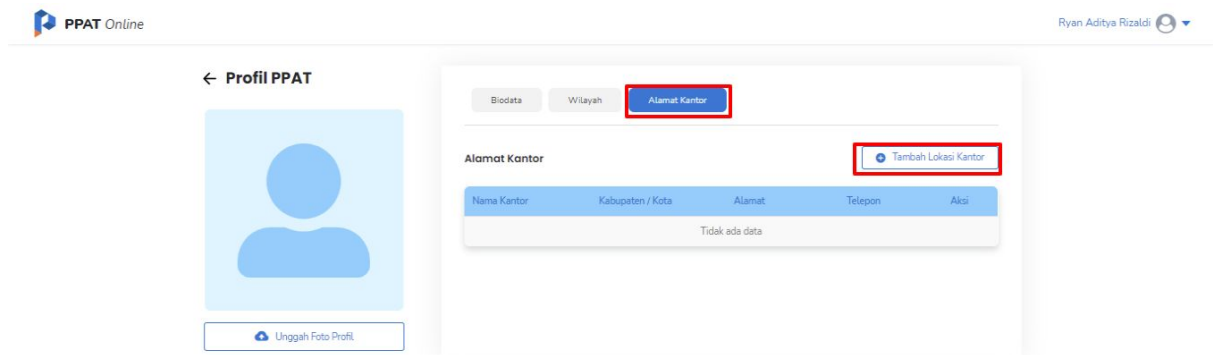 PPAT Online
Ryan Aditya Rizaldi
← Profil PPAT
Biodata Wilayah Alamat Kantor
Alamat Kantor
Tambah Lokasi Kantor
Nama Kantor Kabupaten / Kota Alamat Telepon Aksi
Tidak ada data
Unggah Foto Profil